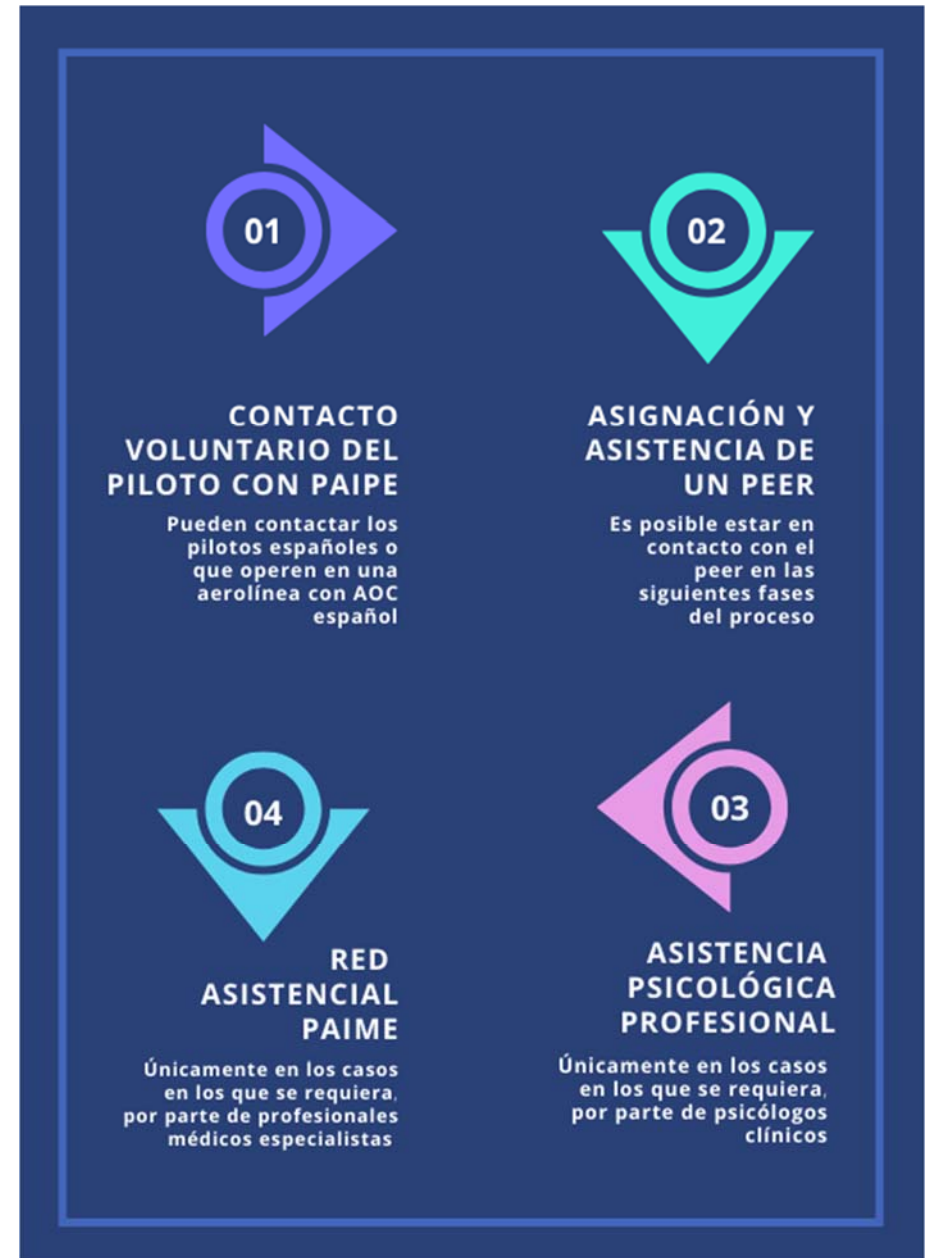 01
CONTACTO
VOLUNTARIO DEL
PILOTO CON PAIPE
Pueden contactar los
pilotos españoles o
que operen en una
aerolínea con AOC
español
02
ASIGNACIÓN Y
ASISTENCIA DE
UN PEER
Es posible estar en
contacto con el
peer en las
siguientes fases
del proceso
03
ASISTENCIA
PSICOLÓGICA
PROFESIONAL
Únicamente en los casos
en los que se requiera,
por parte de psicólogos
clínicos
04
RED
ASISTENCIAL
PAIME
Únicamente en los casos
en los que se requiera,
por parte de profesionales
médicos especialistas